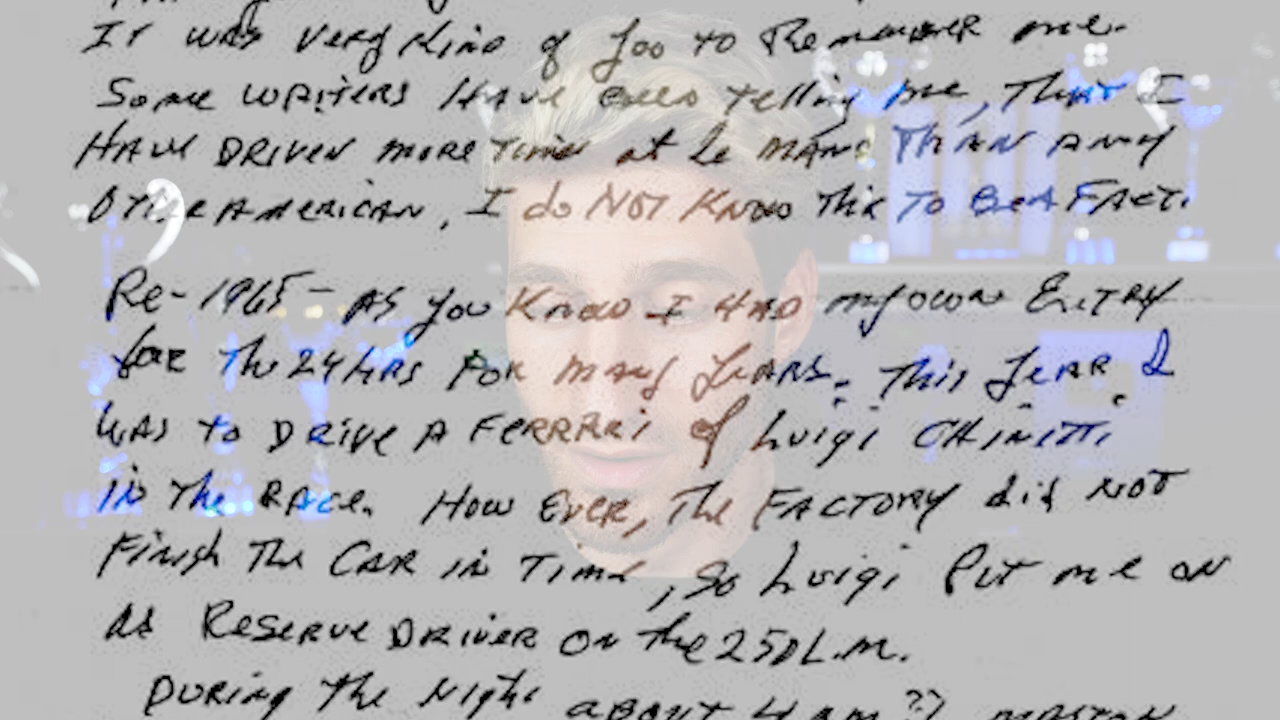 It was very kind of you to Remember me.
Some writers Have been telling me, That I
Have DRIVEN more Times at Le MANS THAN ANY
OTHER AMERICAN, I do NOT KNOW This TO Be A FACT.
Re-1965- AS you KNOW I HAD my own ENTRY
for The 24 HRS FOR many years. This year I
WAS to DRIVE A FERRARI of Luigi CHINETTI
in The RACE. How Ever, The FACTORY did NOT
Finish The CAR in Time, So Luigi Put me on
As RESERVE DRIVER ON the 250 L.M.
DURING The Night about 4 am ??